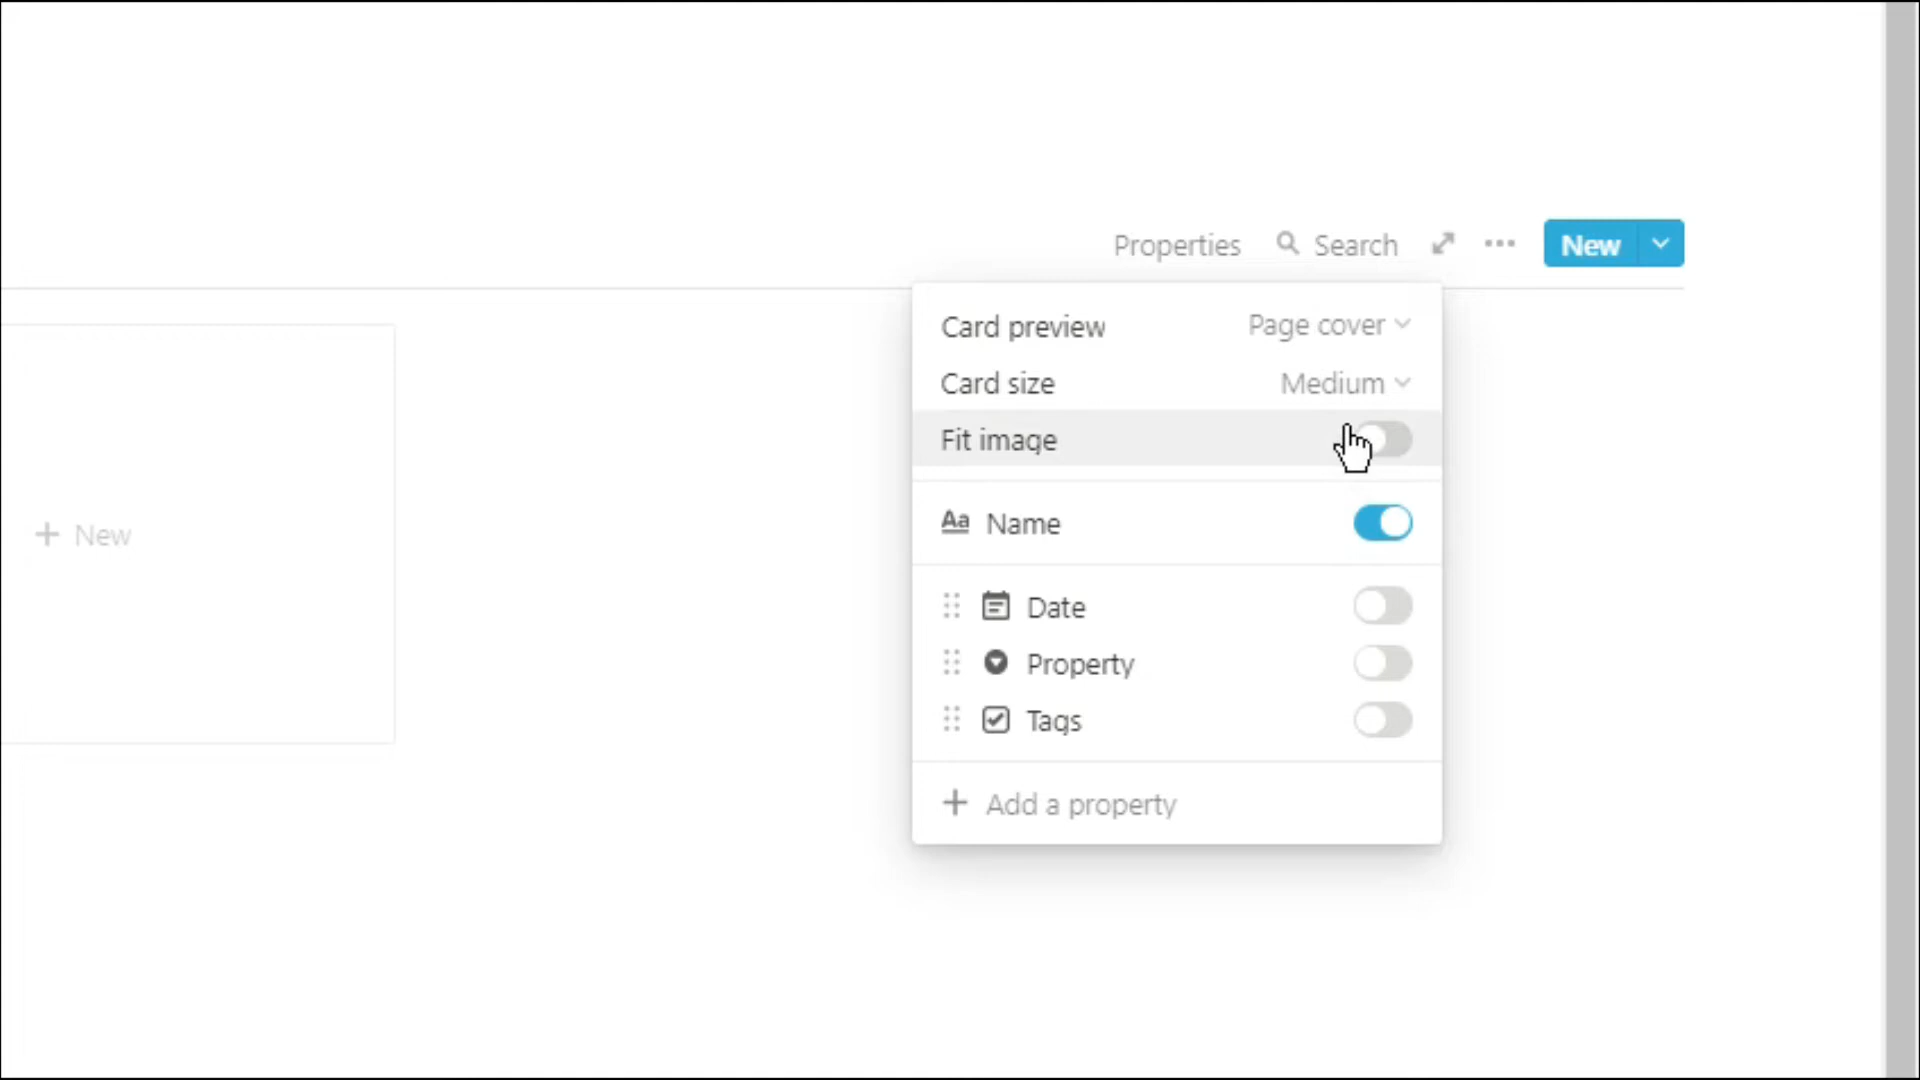 Properties Search New
Card preview Page cover
Card size Medium
Fit image
Aa Name
+ New
Date
Property
Tags
+ Add a property